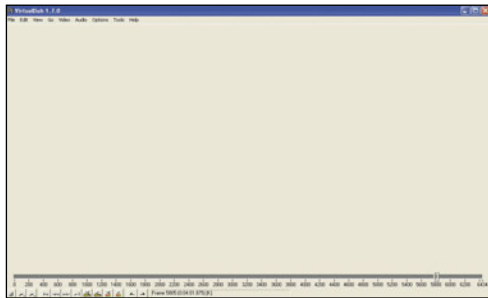 VirtualDub 1.7.0
File Edit View Go Video Audio Options Tools Help
0 200 400 600 800 1000 1200 1400 1600 1800 2000 2200 2400 2600 2800 3000 3200 3400 3600 3800 4000 4200 4400 4600 4800 5000 5200 5400 5600 5800 6000 6200 6434